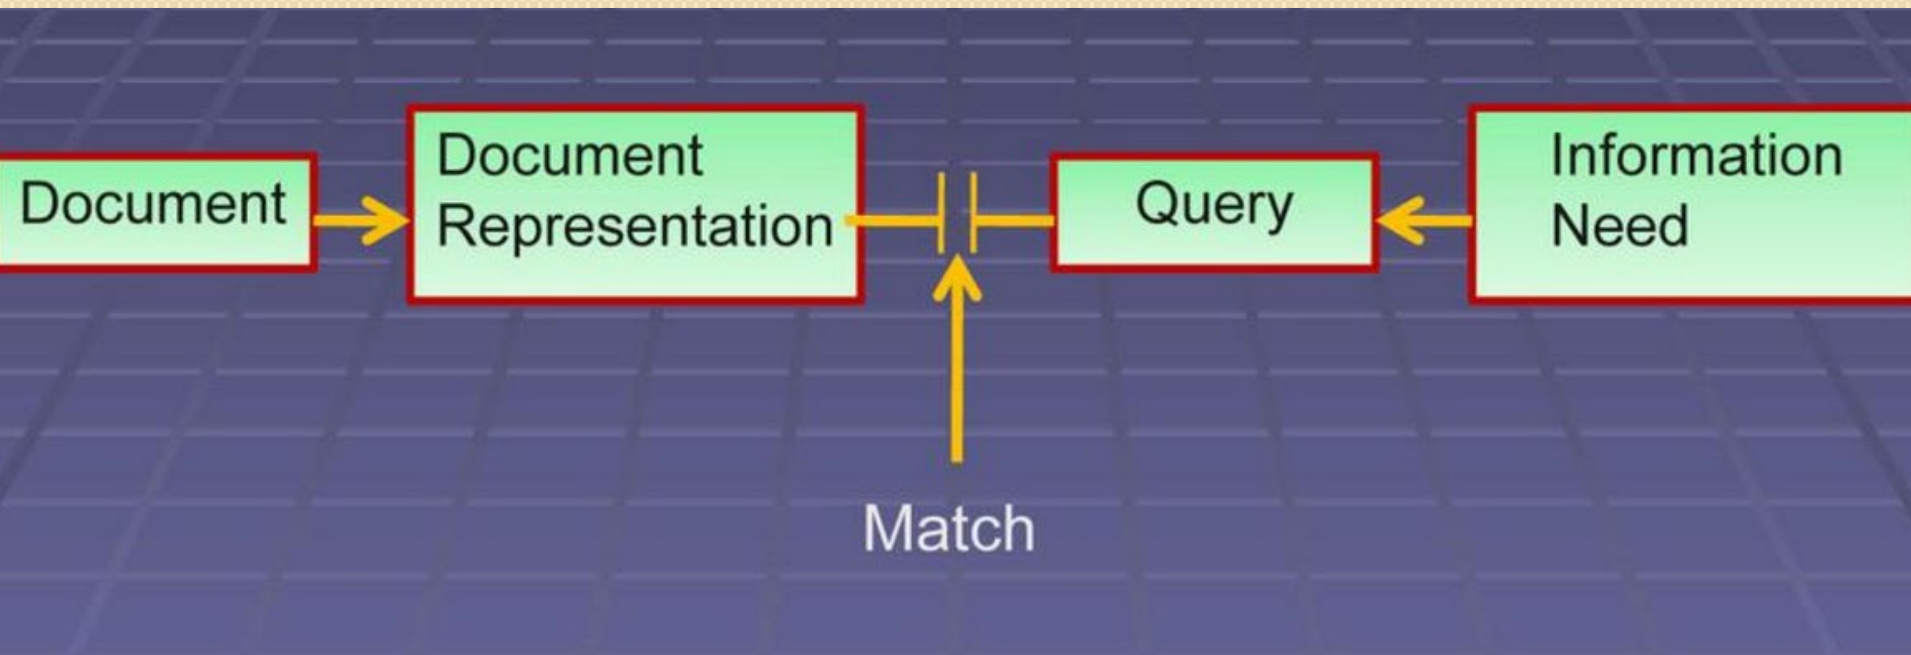 Document
Document
Representation
Query
Information
Need
Match